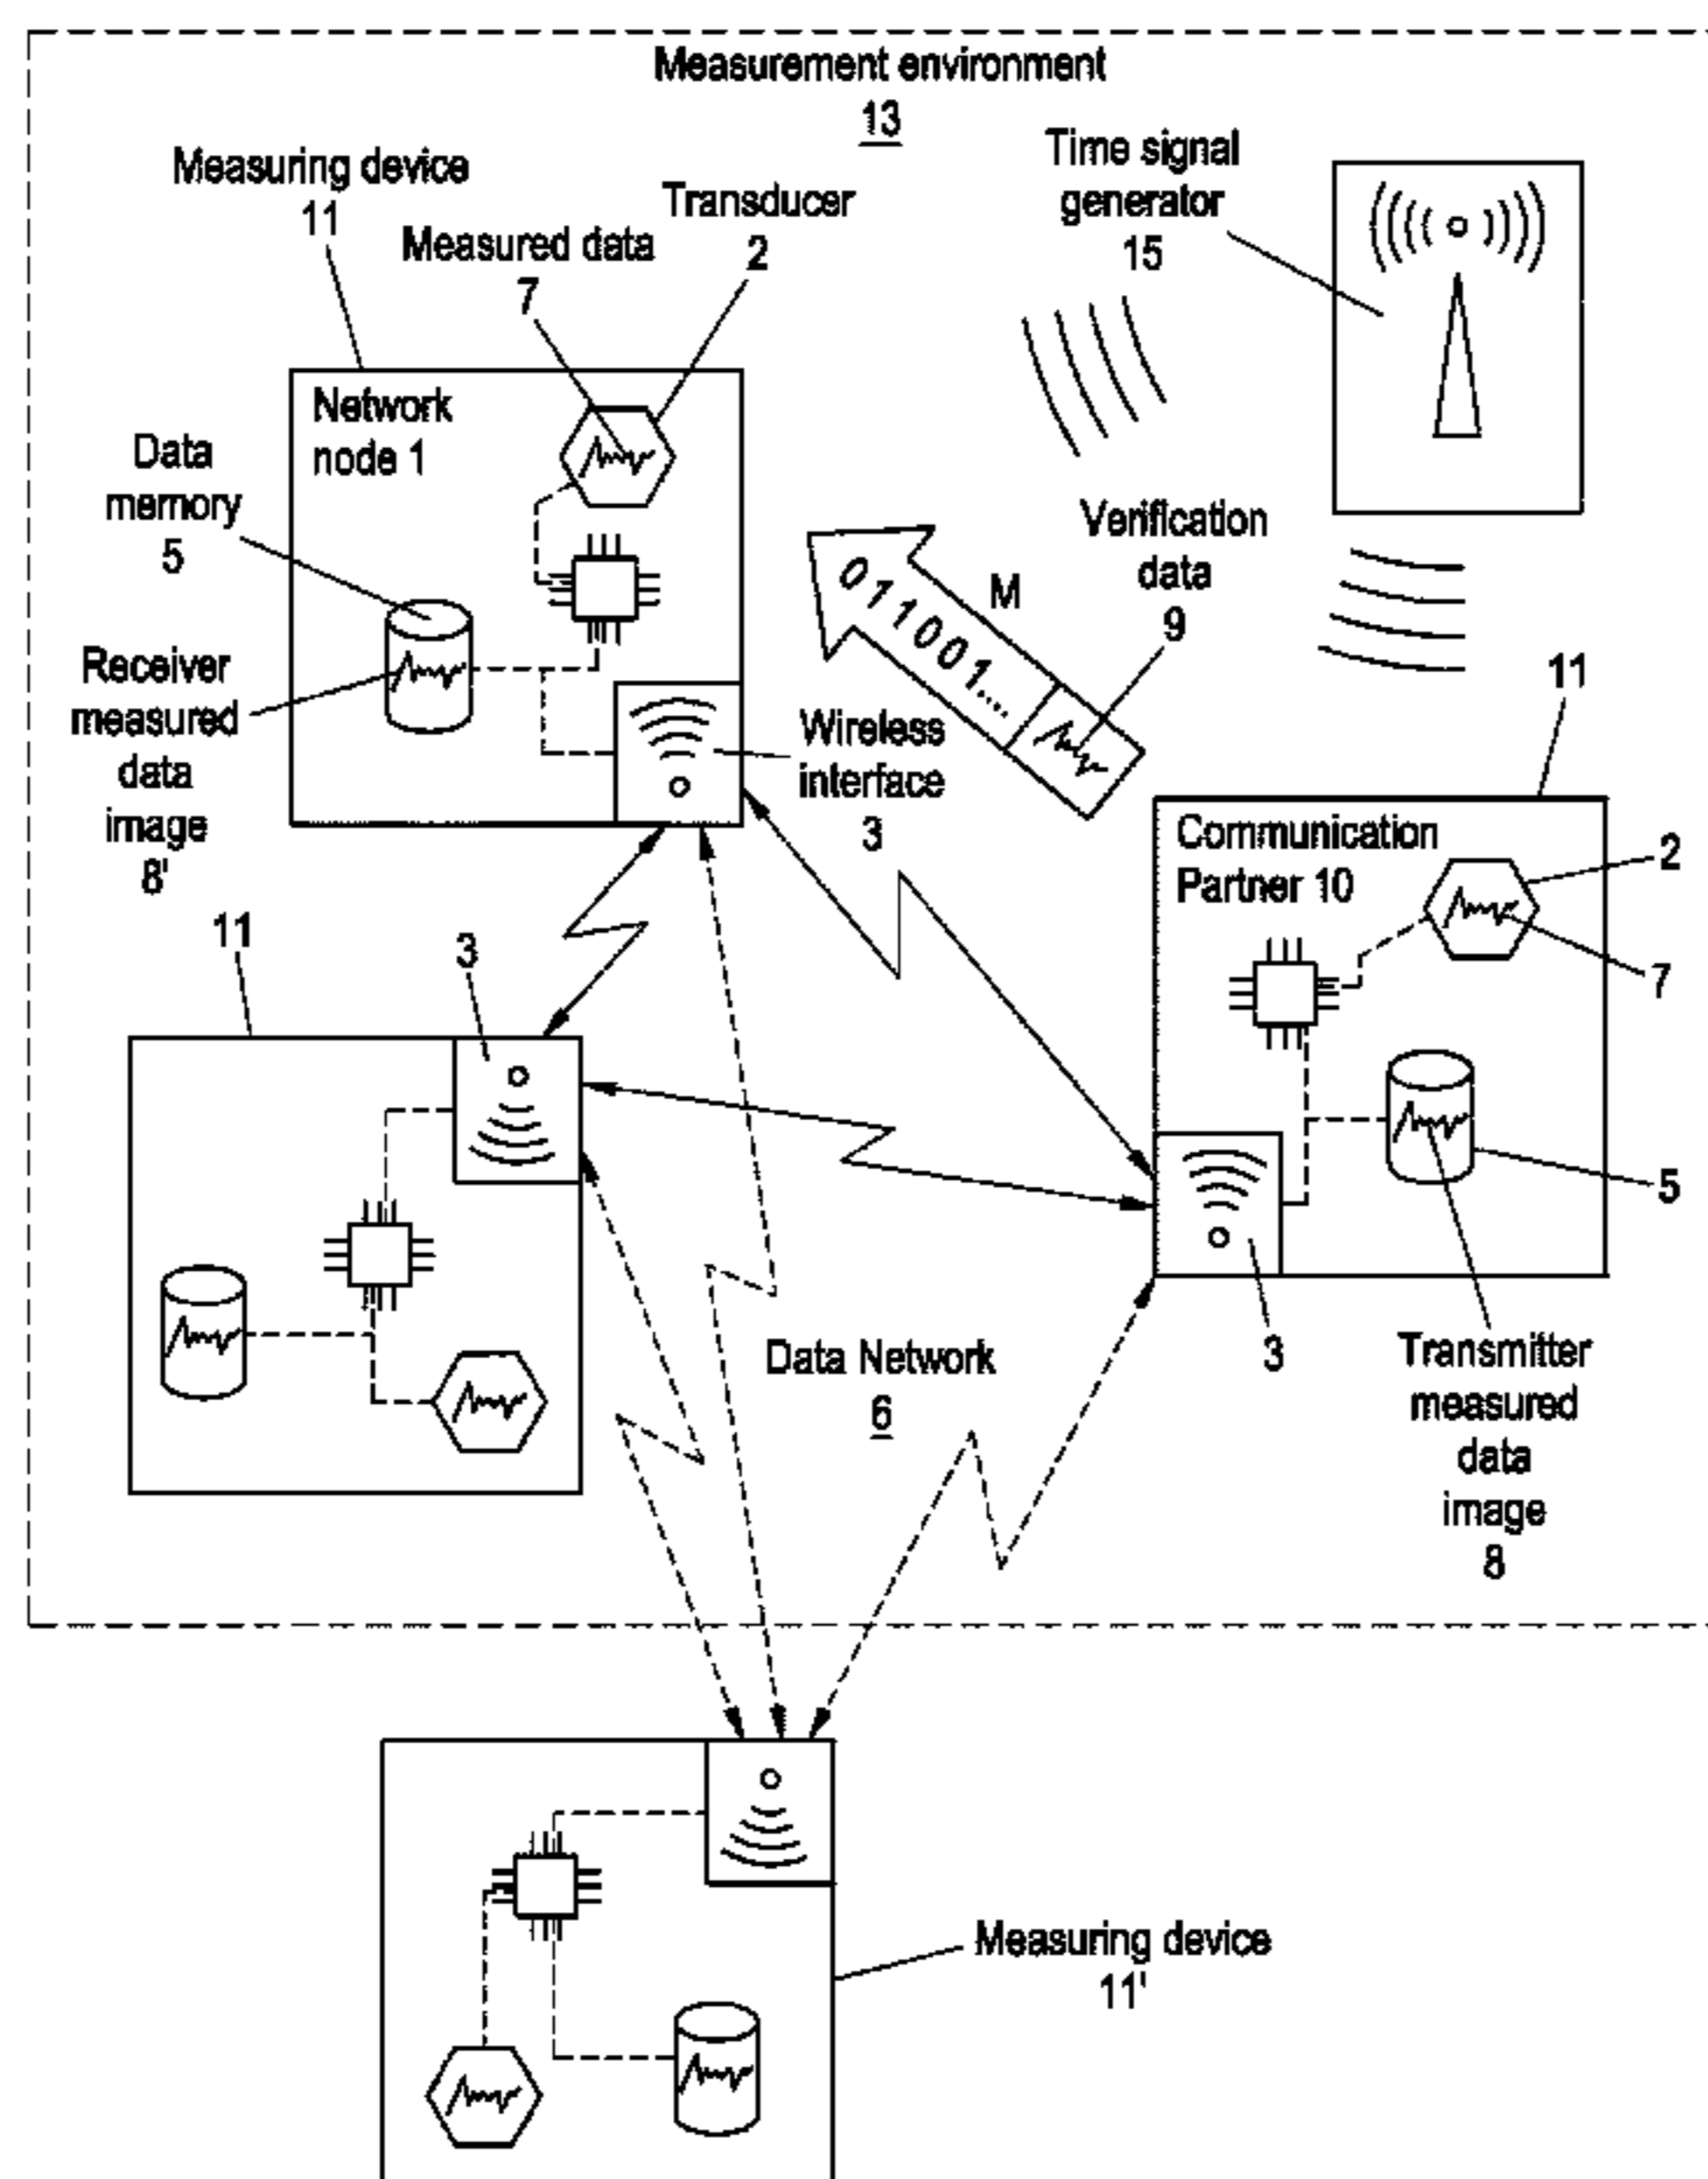 Measurement environment
13
Measuring device
11
Time signal
generator
15
Transducer
2
Measured data
7
Network
node 1
Data
memory
5
Verification
data
9
M
011001....
Receiver
measured
data
image
8'
Wireless
interface
3
11
Communication
Partner 10
2
7
11
3
5
3
Data Network
6
Transmitter
measured
data
image
8
Measuring device
11'